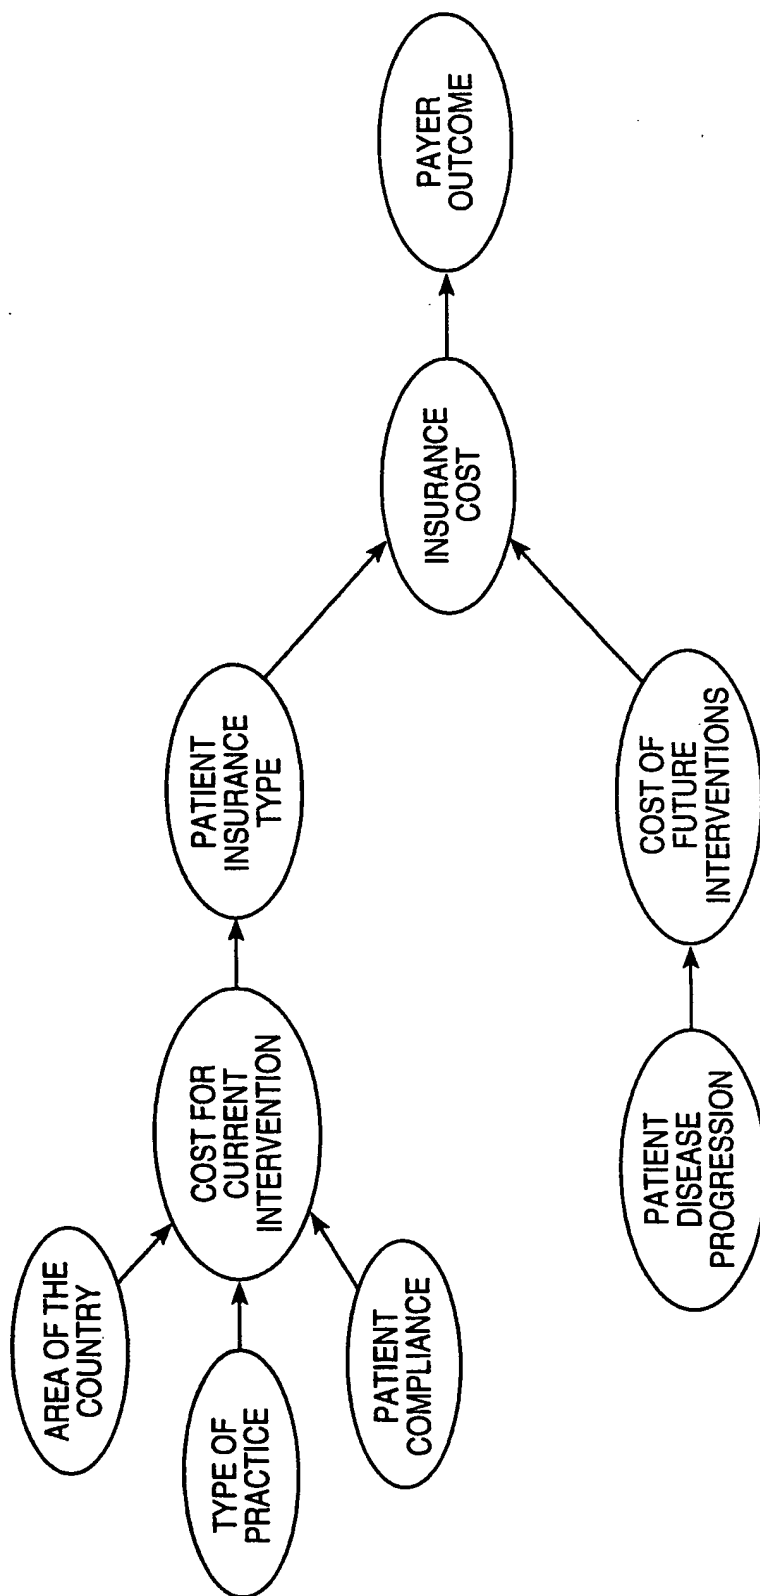 AREA OF THE
COUNTRY
TYPE OF
PRACTICE
PATIENT
COMPLIANCE
COST FOR
CURRENT
INTERVENTION
PATIENT
INSURANCE
TYPE
PATIENT
DISEASE
PROGRESSION
COST OF
FUTURE
INTERVENTIONS
INSURANCE
COST
PAYER
OUTCOME